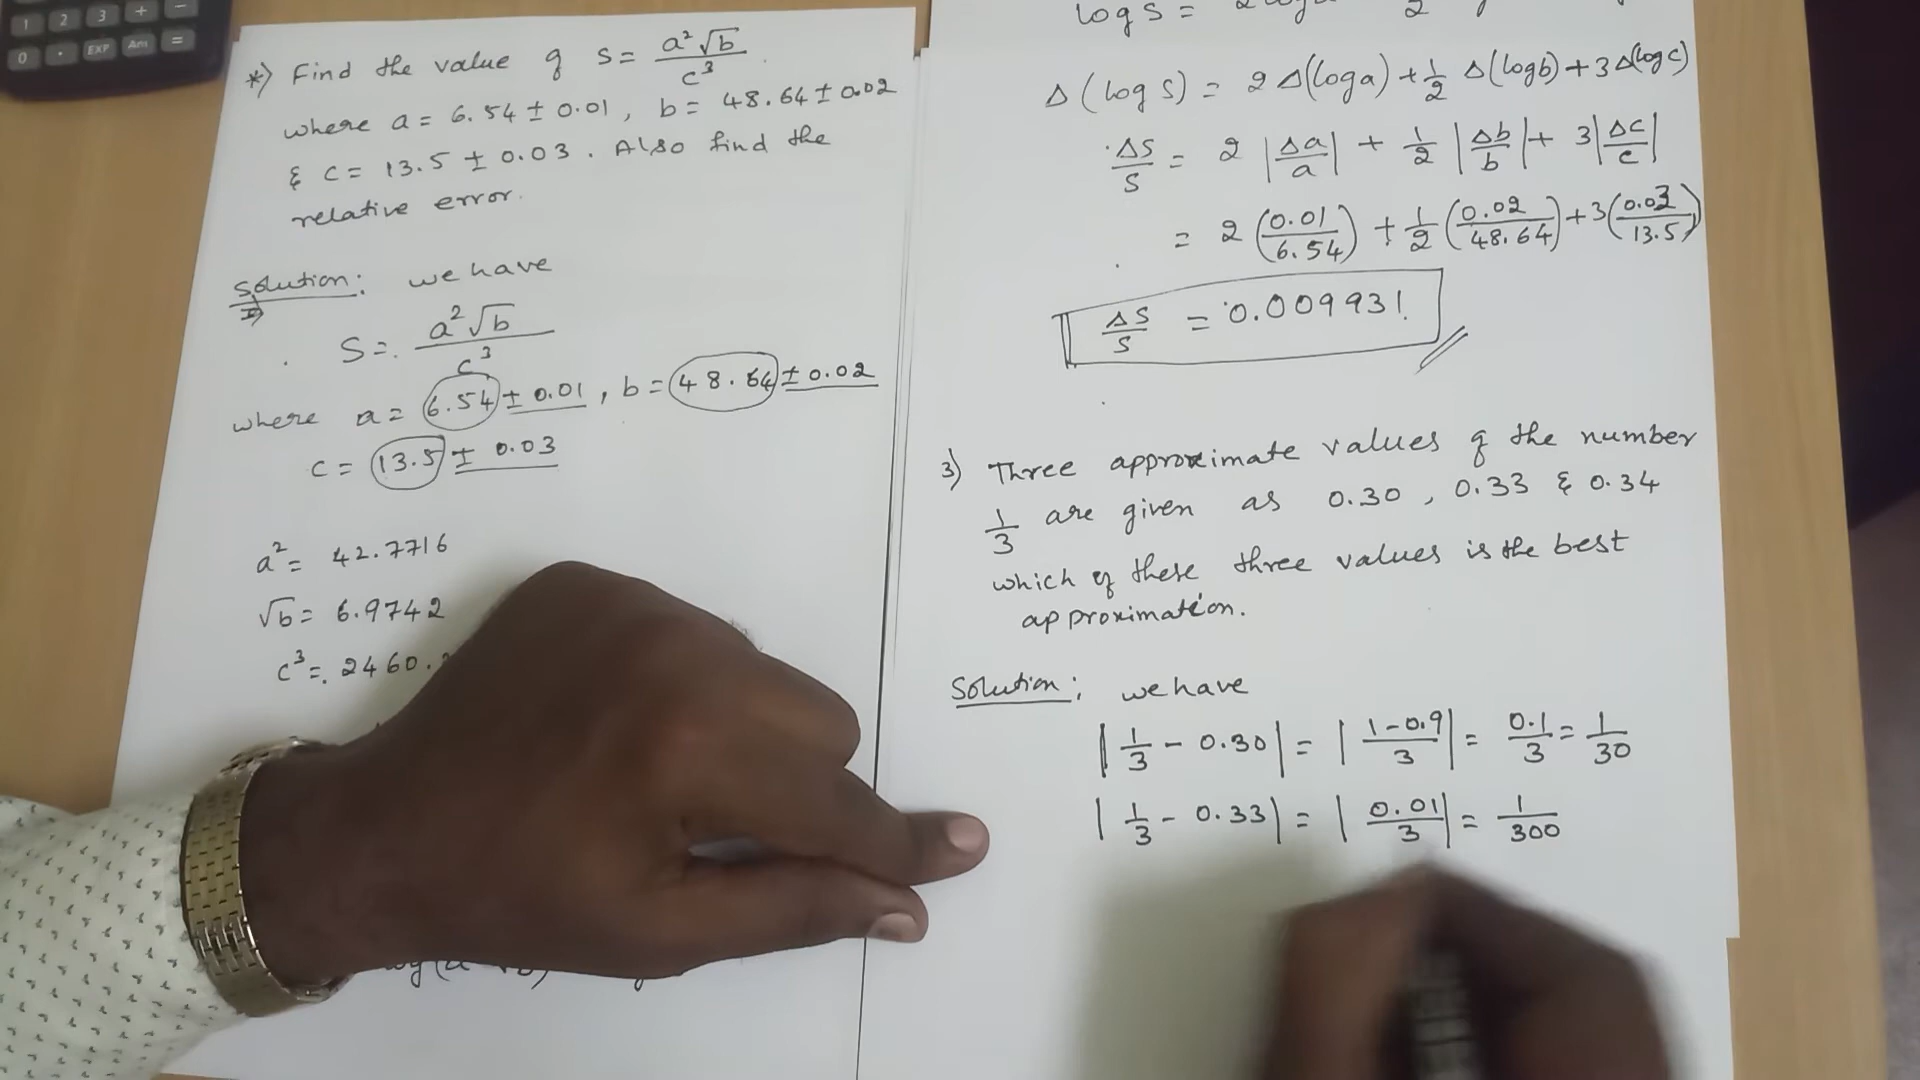 1 2 3 + −
0 · EXP Ans =
*) Find the value of S = a²√b / c³
where a = 6.54 ± 0.01, b = 48.64 ± 0.02
& c = 13.5 ± 0.03. Also find the
relative error.
Solution: we have
S = a²√b / c³
where a = 6.54 ± 0.01, b = 48.64 ± 0.02
c = 13.5 ± 0.03
a² = 42.7716
√b = 6.9742
c³ = 2460.
log S =
Δ(log S) = 2Δ(log a) + 1/2 Δ(log b) + 3Δ(log c)
ΔS/S = 2|Δa/a| + 1/2|Δb/b| + 3|Δc/c|
= 2(0.01/6.54) + 1/2(0.02/48.64) + 3(0.03/13.5)
ΔS/S = 0.009931.
3) Three approximate values of the number
1/3 are given as 0.30, 0.33 & 0.34
which of these three values is the best
approximation.
Solution: we have
|1/3 − 0.30| = |1−0.9/3| = 0.1/3 = 1/30
|1/3 − 0.33| = |0.01/3| = 1/300